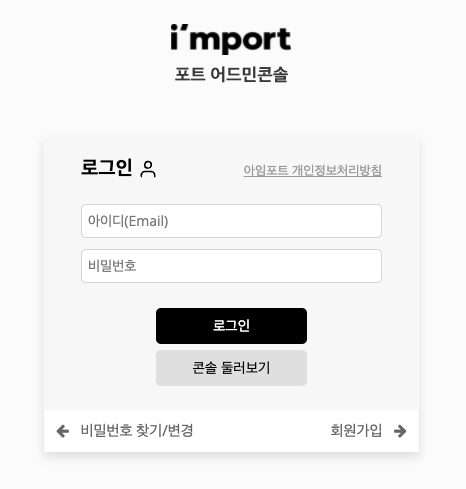 i'mport
포트 어드민콘솔
로그인
아임포트 개인정보처리방침
아이디(Email)
비밀번호
로그인
콘솔 둘러보기
비밀번호 찾기/변경
회원가입